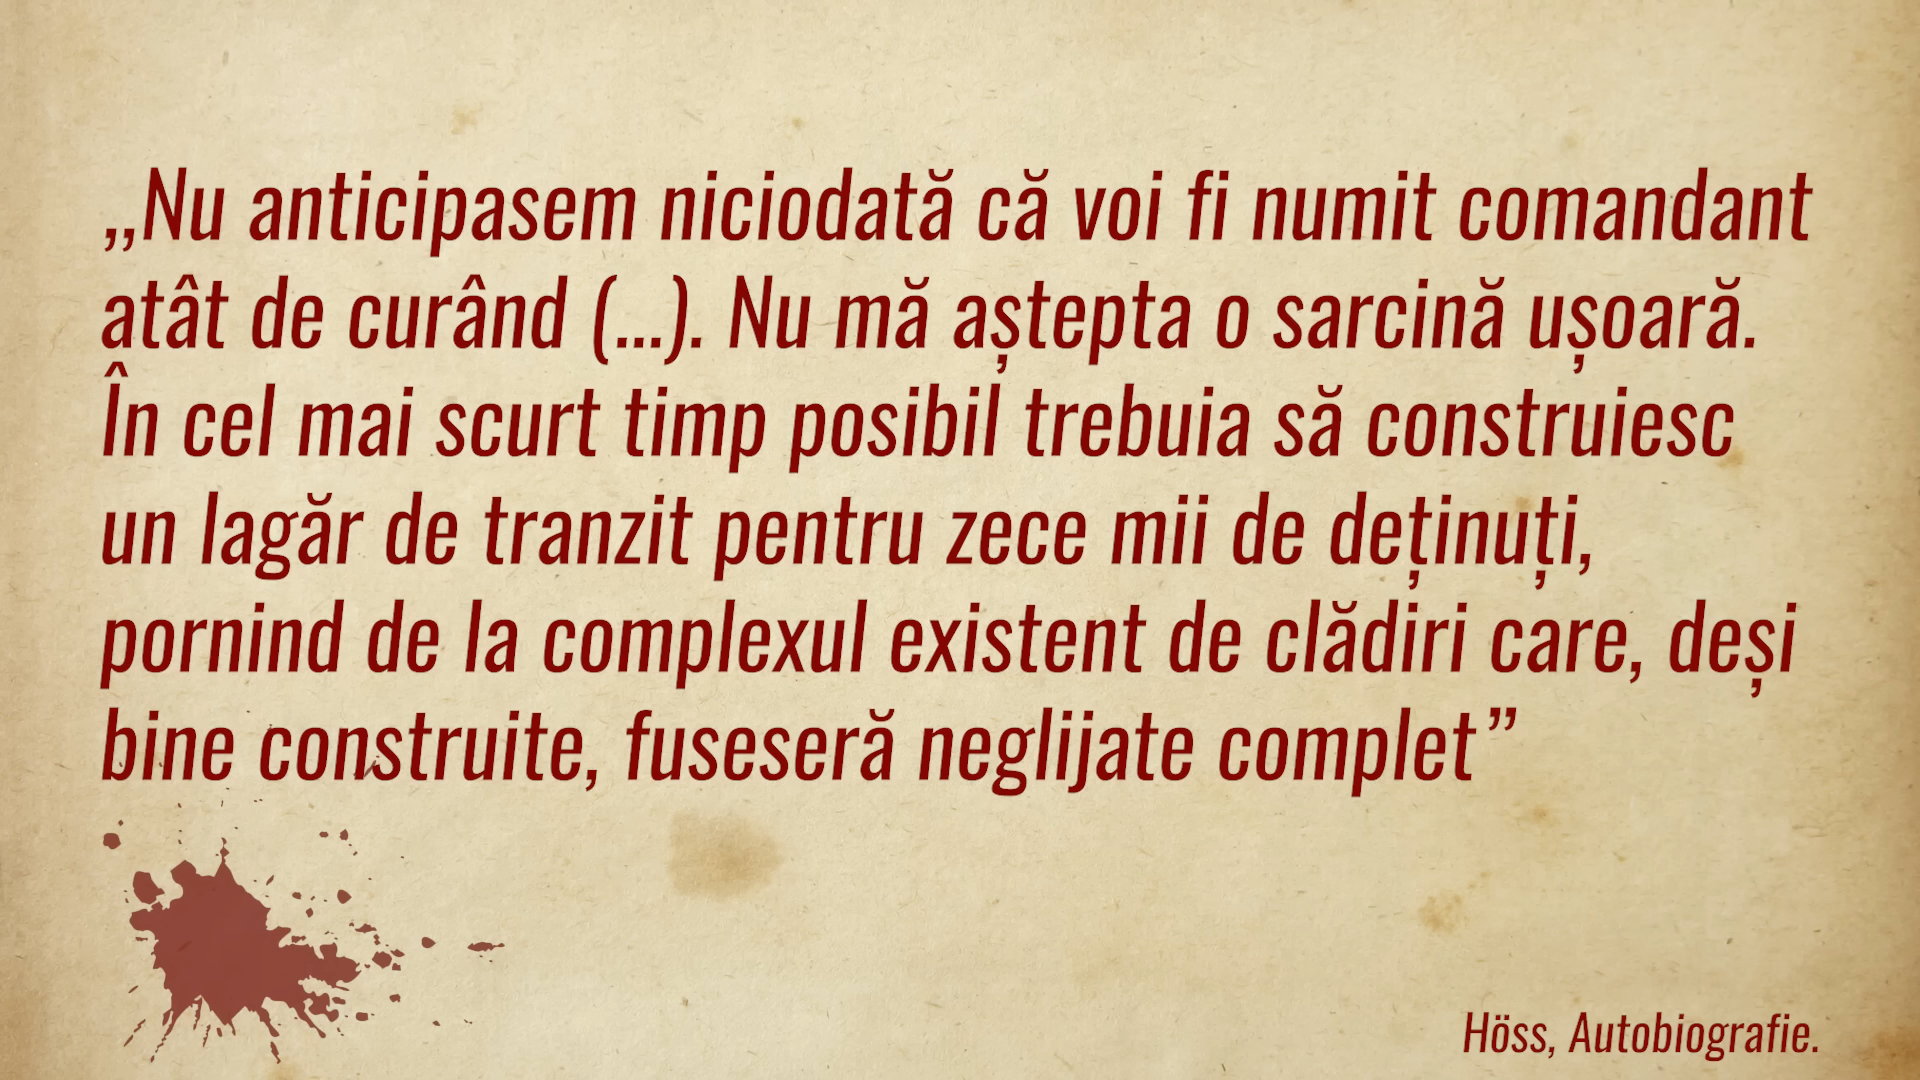 „Nu anticipasem niciodată că voi fi numit comandant
atât de curând (...). Nu mă aștepta o sarcină ușoară.
În cel mai scurt timp posibil trebuia să construiesc
un lagăr de tranzit pentru zece mii de deținuți,
pornind de la complexul existent de clădiri care, deși
bine construite, fuseseră neglijate complet”
Höss, Autobiografie.